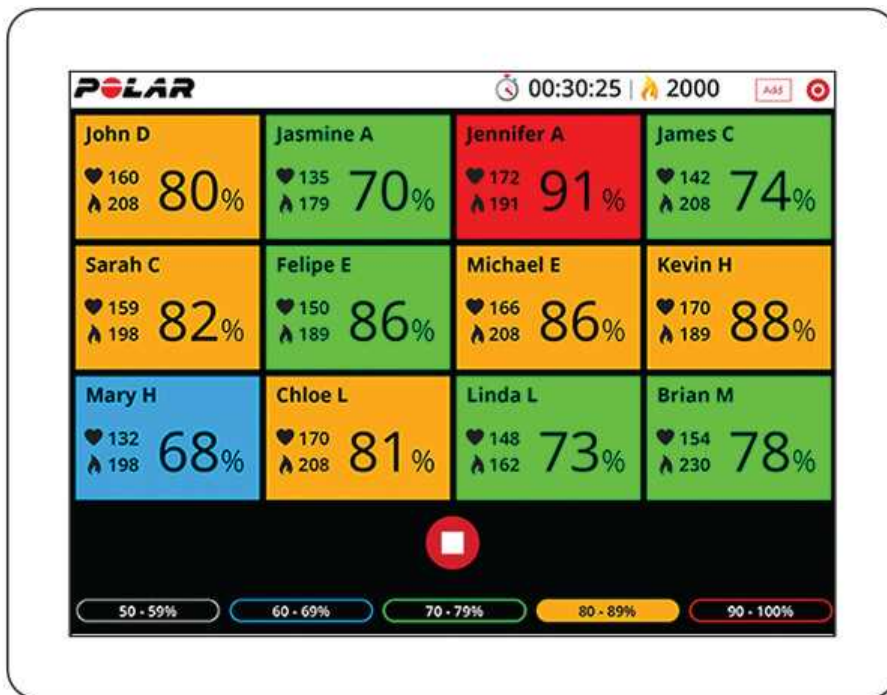 POLAR 00:30:25 | 2000 Add
John D
160
208
80%
Jasmine A
135
179
70%
Jennifer A
172
191
91%
James C
142
208
74%
Sarah C
159
198
82%
Felipe E
150
189
86%
Michael E
166
208
86%
Kevin H
170
189
88%
Mary H
132
198
68%
Chloe L
170
208
81%
Linda L
148
162
73%
Brian M
154
230
78%
50 - 59% 60 - 69% 70 - 79% 80 - 89% 90 - 100%